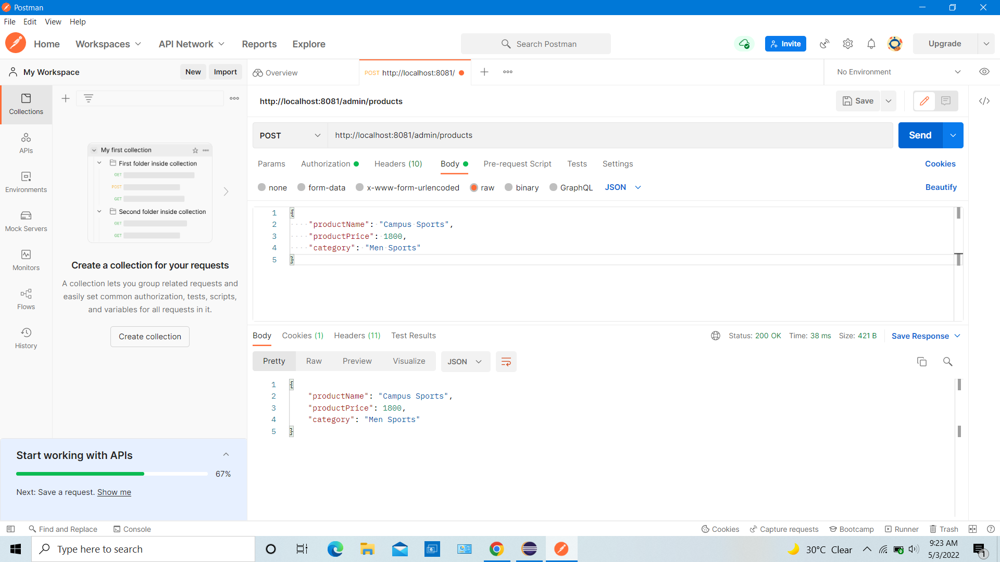 Postman
File Edit View Help
Home Workspaces API Network Reports Explore Search Postman Invite Upgrade
My Workspace New Import Overview POST http://localhost:8081/ No Environment
http://localhost:8081/admin/products Save
POST http://localhost:8081/admin/products Send
Params Authorization Headers (10) Body Pre-request Script Tests Settings Cookies
none form-data x-www-form-urlencoded raw binary GraphQL JSON Beautify
1 {
2 "productName": "Campus Sports",
3 "productPrice": 1800,
4 "category": "Men Sports"
5 }
Collections
APIs
Environments
Mock Servers
Monitors
Flows
History
My first collection
First folder inside collection
GET
POST
GET
Second folder inside collection
GET
GET
Create a collection for your requests
A collection lets you group related requests and
easily set common authorization, tests, scripts,
and variables for all requests in it.
Create collection
Body Cookies (1) Headers (11) Test Results Status: 200 OK Time: 38 ms Size: 421 B Save Response
Pretty Raw Preview Visualize JSON
1 {
2 "productName": "Campus Sports",
3 "productPrice": 1800,
4 "category": "Men Sports"
5 }
Start working with APIs
67%
Next: Save a request. Show me
Find and Replace Console Cookies Capture requests Bootcamp Runner Trash
Type here to search 30°C Clear 9:23 AM
5/3/2022 1